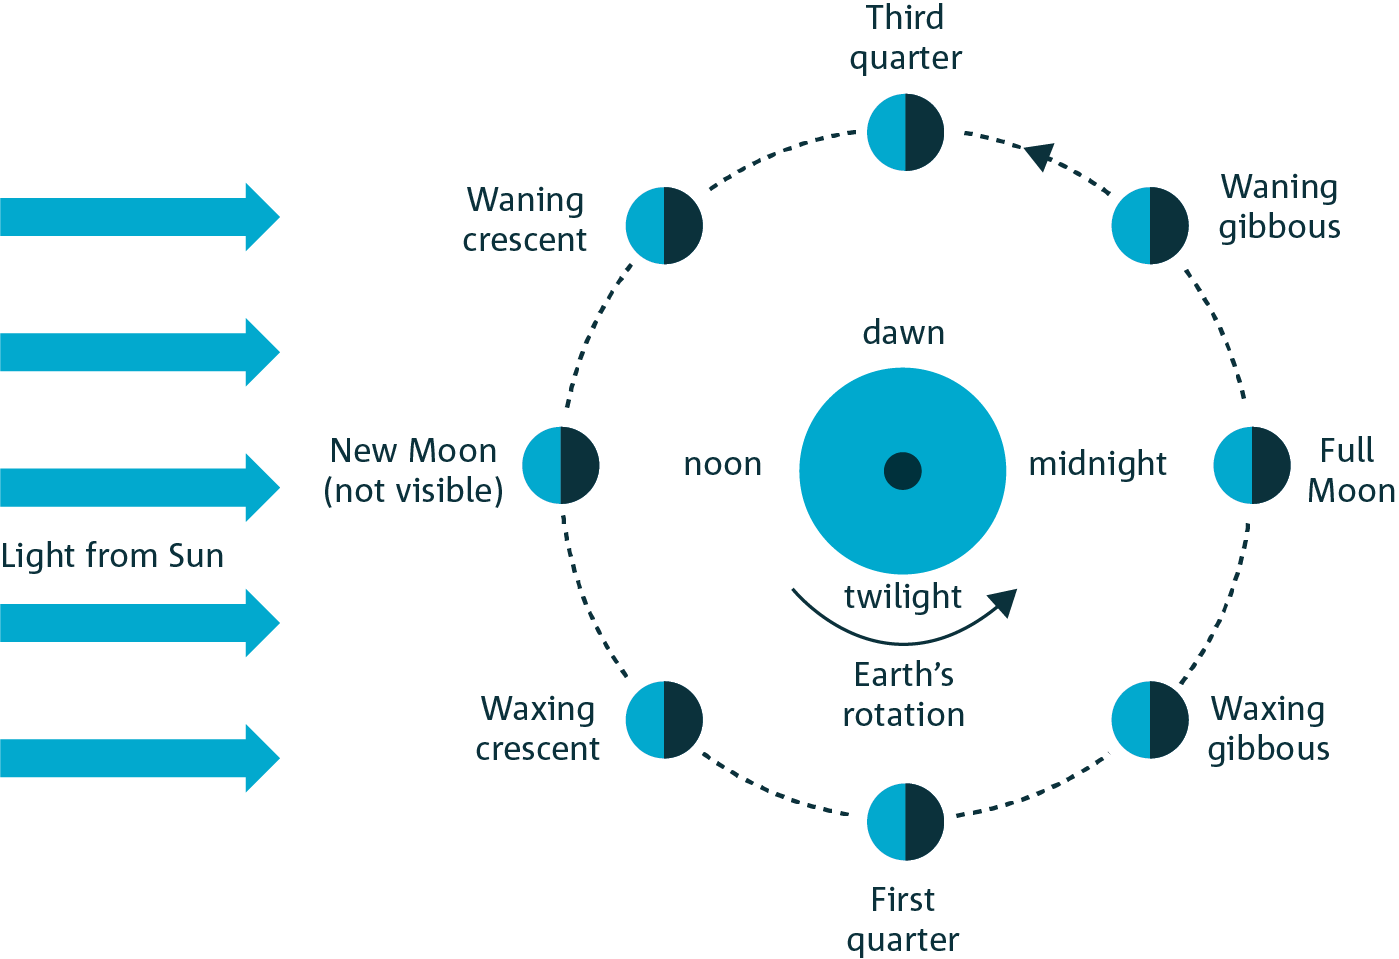 Third
quarter
Waning
crescent
Waning
gibbous
dawn
New Moon
(not visible)
noon
midnight
Full
Moon
Light from Sun
twilight
Earth’s
rotation
Waxing
crescent
Waxing
gibbous
First
quarter